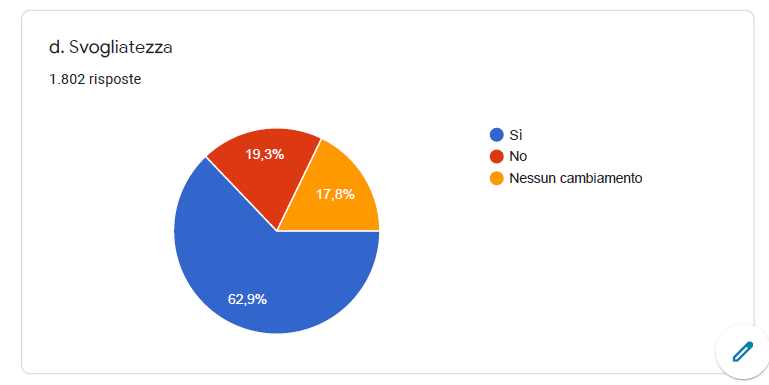 d. Svogliatezza
1.802 risposte
Sì
No
Nessun cambiamento
19,3%
17,8%
62,9%